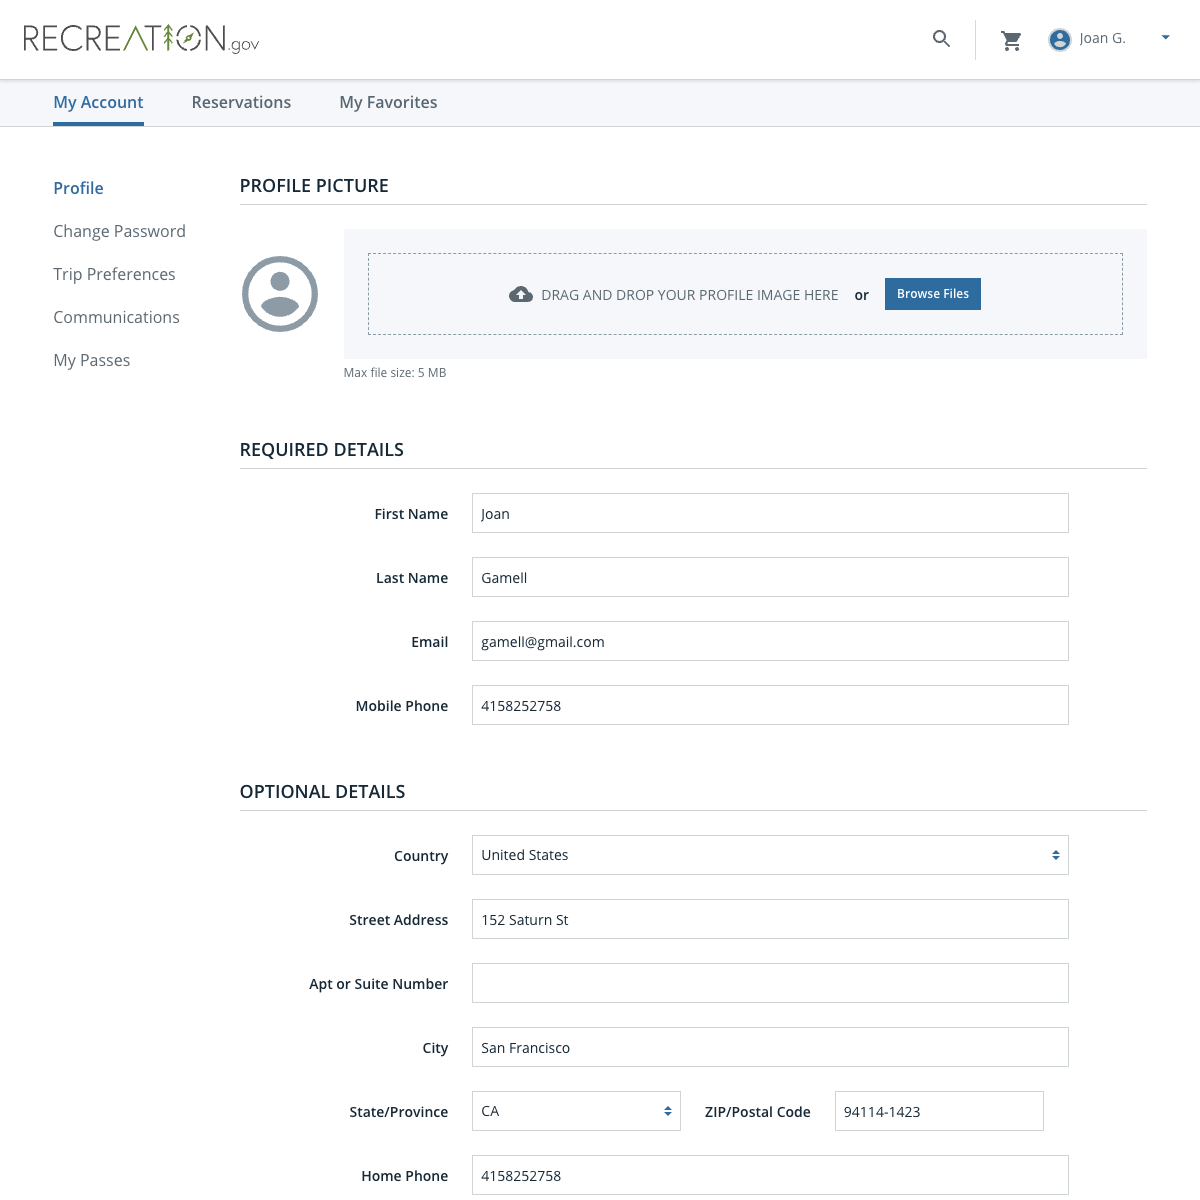 RECREATION.gov
Joan G.
My Account
Reservations
My Favorites
Profile
Change Password
Trip Preferences
Communications
My Passes
PROFILE PICTURE
DRAG AND DROP YOUR PROFILE IMAGE HERE or Browse Files
Max file size: 5 MB
REQUIRED DETAILS
First Name Joan
Last Name Gamell
Email gamell@gmail.com
Mobile Phone 4158252758
OPTIONAL DETAILS
Country United States
Street Address 152 Saturn St
Apt or Suite Number
City San Francisco
State/Province CA ZIP/Postal Code 94114-1423
Home Phone 4158252758